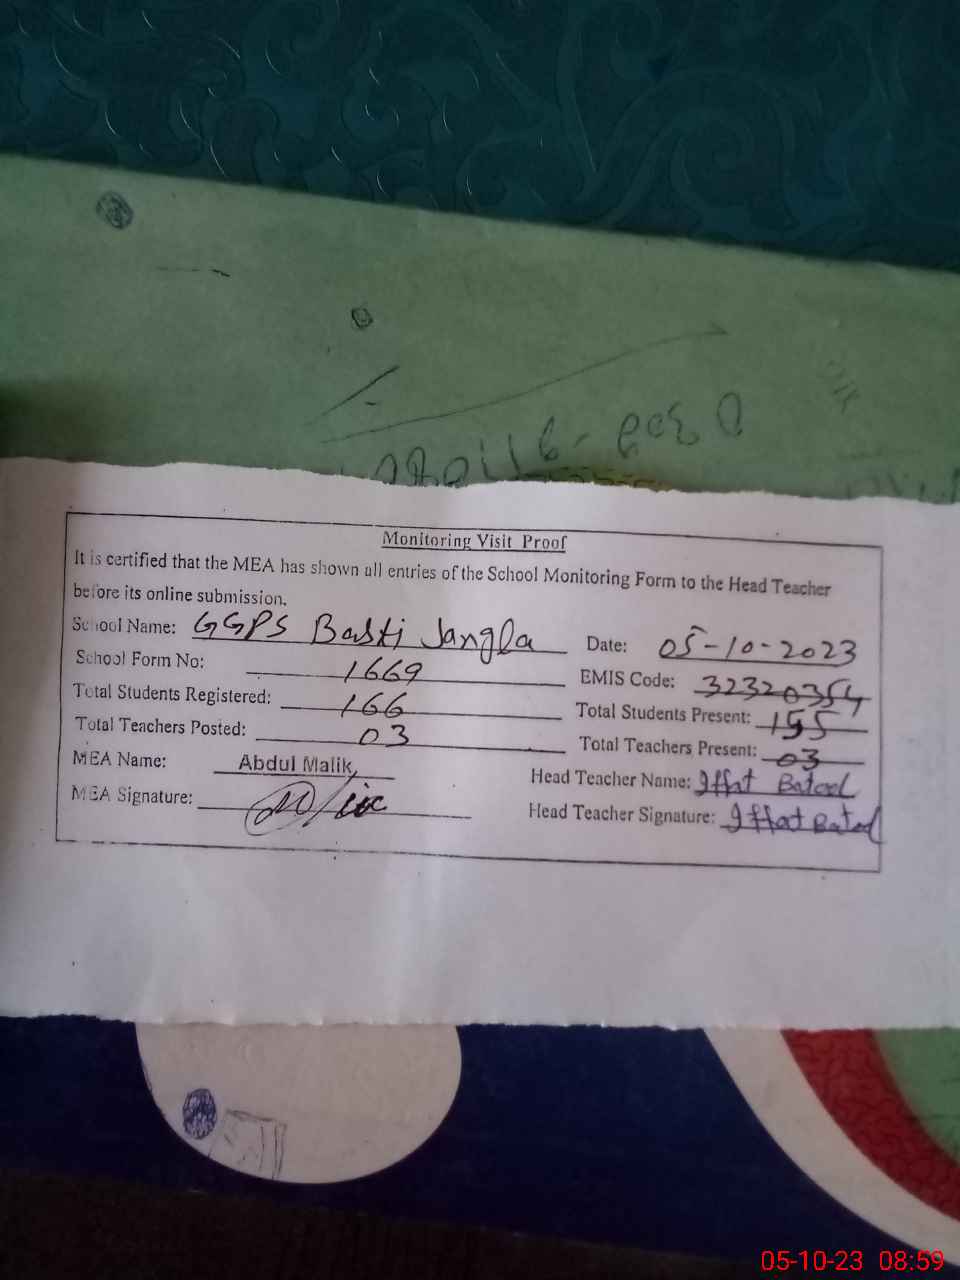 Monitoring Visit Proof
It is certified that the MEA has shown all entries of the School Monitoring Form to the Head Teacher
before its online submission.
School Name: GGPS Basti Jangla Date: 05-10-2023
School Form No: 1669 EMIS Code: 32320354
Total Students Registered: 166 Total Students Present: 155
Total Teachers Posted: 03 Total Teachers Present: 03
MEA Name: Abdul Malik Head Teacher Name: Iffat Batool
MEA Signature: Head Teacher Signature: Iffat Batool
05-10-23 08:59